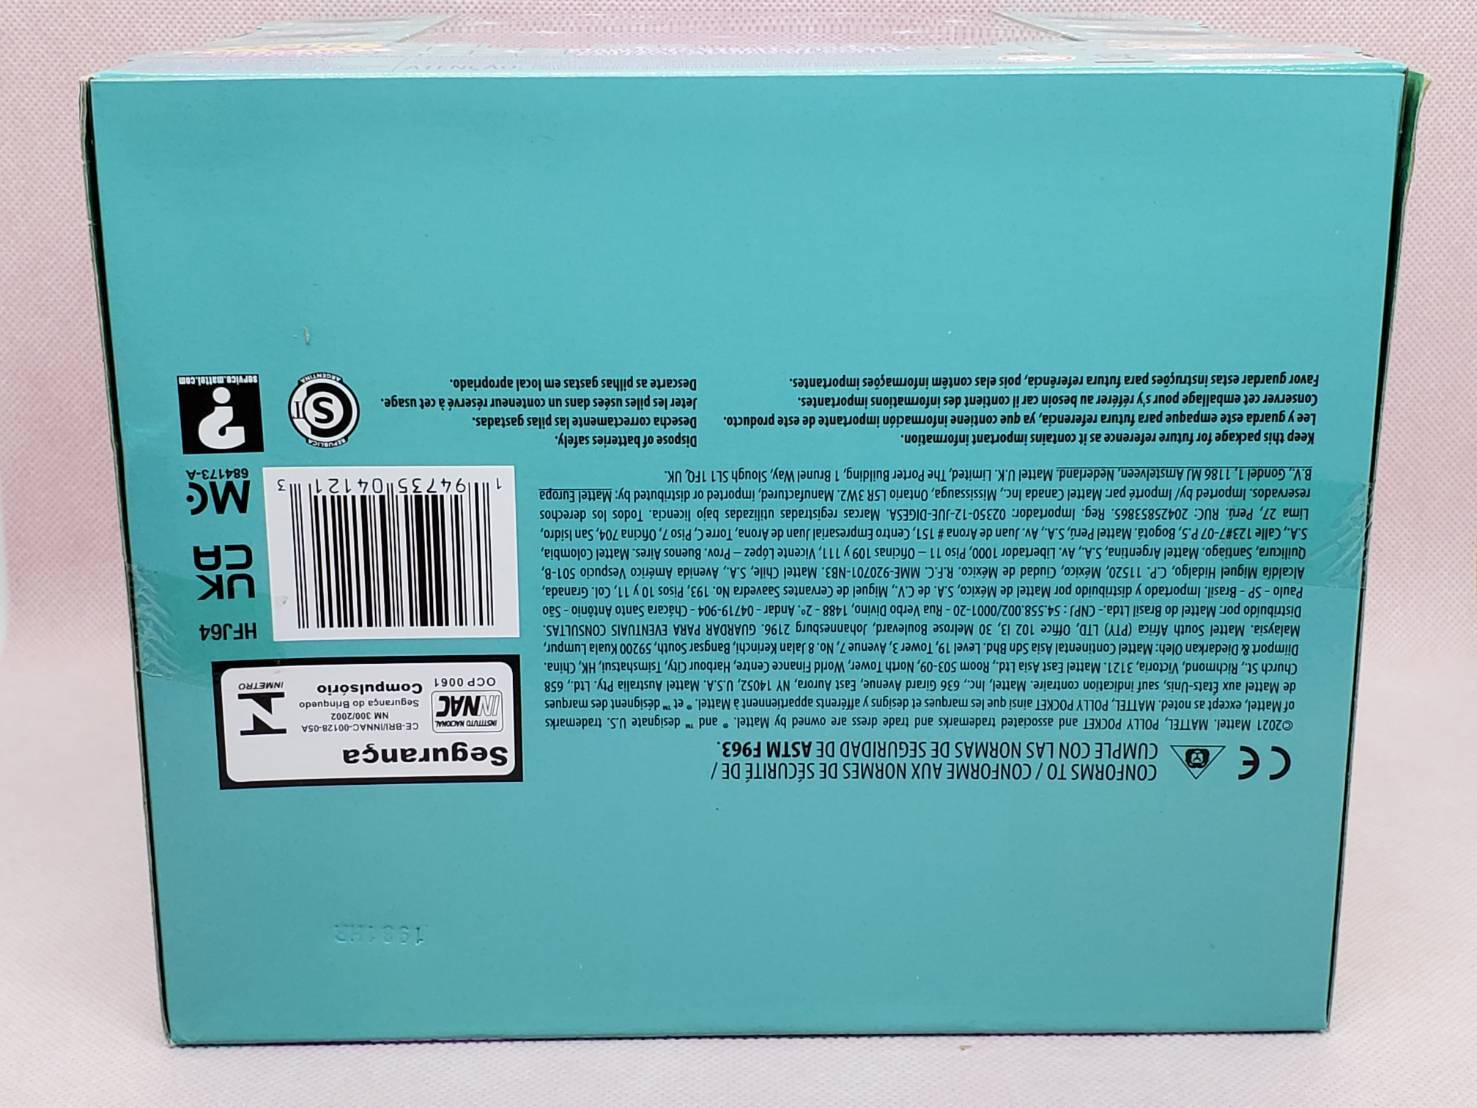 CE CONFORMS TO / CONFORME AUX NORMES DE SÉCURITÉ DE /
CUMPLE CON LAS NORMAS DE SEGURIDAD DE ASTM F963.
©2021 Mattel. MATTEL, POLLY POCKET and associated trademarks and trade dress are owned by Mattel. ® and ™ designate U.S. trademarks
of Mattel, except as noted. MATTEL, POLLY POCKET ainsi que les marques et designs y afférents appartiennent à Mattel. ® et ™ désignent des marques
de Mattel aux États-Unis, sauf indication contraire. Mattel, Inc., 636 Girard Avenue, East Aurora, NY 14052, U.S.A. Mattel Australia Pty. Ltd., 658
Church St., Richmond, Victoria, 3121. Mattel East Asia Ltd., Room 503-09, North Tower, World Finance Centre, Harbour City, Tsimshatsui, HK, China.
Diimport & Diedarkan Oleh: Mattel Continental Asia Sdn Bhd. Level 19, Tower 3, Avenue 7, No. 8 Jalan Kerinchi, Bangsar South, 59200 Kuala Lumpur,
Malaysia. Mattel South Africa (PTY) LTD, Office 102 I3, 30 Melrose Boulevard, Johannesburg 2196. GUARDAR PARA EVENTUAIS CONSULTAS.
Distribuido por: Mattel do Brasil Ltda.- CNPJ : 54.558.002/0001-20 - Rua Verbo Divino, 1488 - 2º. Andar - 04719-904 - Chácara Santo Antônio - São
Paulo - SP - Brasil. Importado y distribuido por Mattel de México, S.A. de C.V., Miguel de Cervantes Saavedra No. 193, Pisos 10 y 11, Col. Granada,
Alcaldía Miguel Hidalgo, C.P. 11520, México, Ciudad de México. R.F.C. MME-920701-NB3. Mattel Chile, S.A., Avenida Américo Vespucio 501-B,
Quilicura, Santiago. Mattel Argentina, S.A., Av. Libertador 1000, Piso 11 – Oficinas 109 y 111, Vicente López – Prov. Buenos Aires. Mattel Colombia,
S.A.S., Calle 123#7-07 P.5, Bogotá. Mattel Perú, S.A., Av. Juan de Arona # 151, Centro Empresarial Juan de Arona, Torre C, Piso 7, Oficina 704, San Isidro,
Lima 27, Perú. RUC: 20425853865. Reg. Importador: 02350-12-JUE-DIGESA. Marcas registradas utilizadas bajo licencia. Todos los derechos
reservados. Imported by/ Importé par: Mattel Canada Inc., Mississauga, Ontario L5R 3W2. Manufactured, imported or distributed by: Mattel Europa
B.V., Gondel 1, 1186 MJ Amstelveen, Nederland. Mattel U.K. Limited, The Porter Building, 1 Brunel Way, Slough SL1 1FQ, UK.
Keep this package for future reference as it contains important information.
Lee y guarda este empaque para futura referencia, ya que contiene información importante de este producto.
Conserver cet emballage pour s'y référer au besoin car il contient des informations importantes.
Favor guardar estas instruções para futura referência, pois elas contém informações importantes.
Dispose of batteries safely.
Desecha correctamente las pilas gastadas.
Jeter les piles usées dans un conteneur réservé à cet usage.
Descarte as pilhas gastas em local apropriado.
Segurança
INSTITUTO NACIONAL
INNAC
OCP 0061
CE-BRI/INNAC-00128-05A
NM 300/2002
Segurança do Brinquedo
Compulsório
INMETRO
HFJ64
UK
CA
MC
684173-A
1 94735 04121 3
REPUBLICA
S I
ARGENTINA
?
service.mattel.com
ATENÇÃO